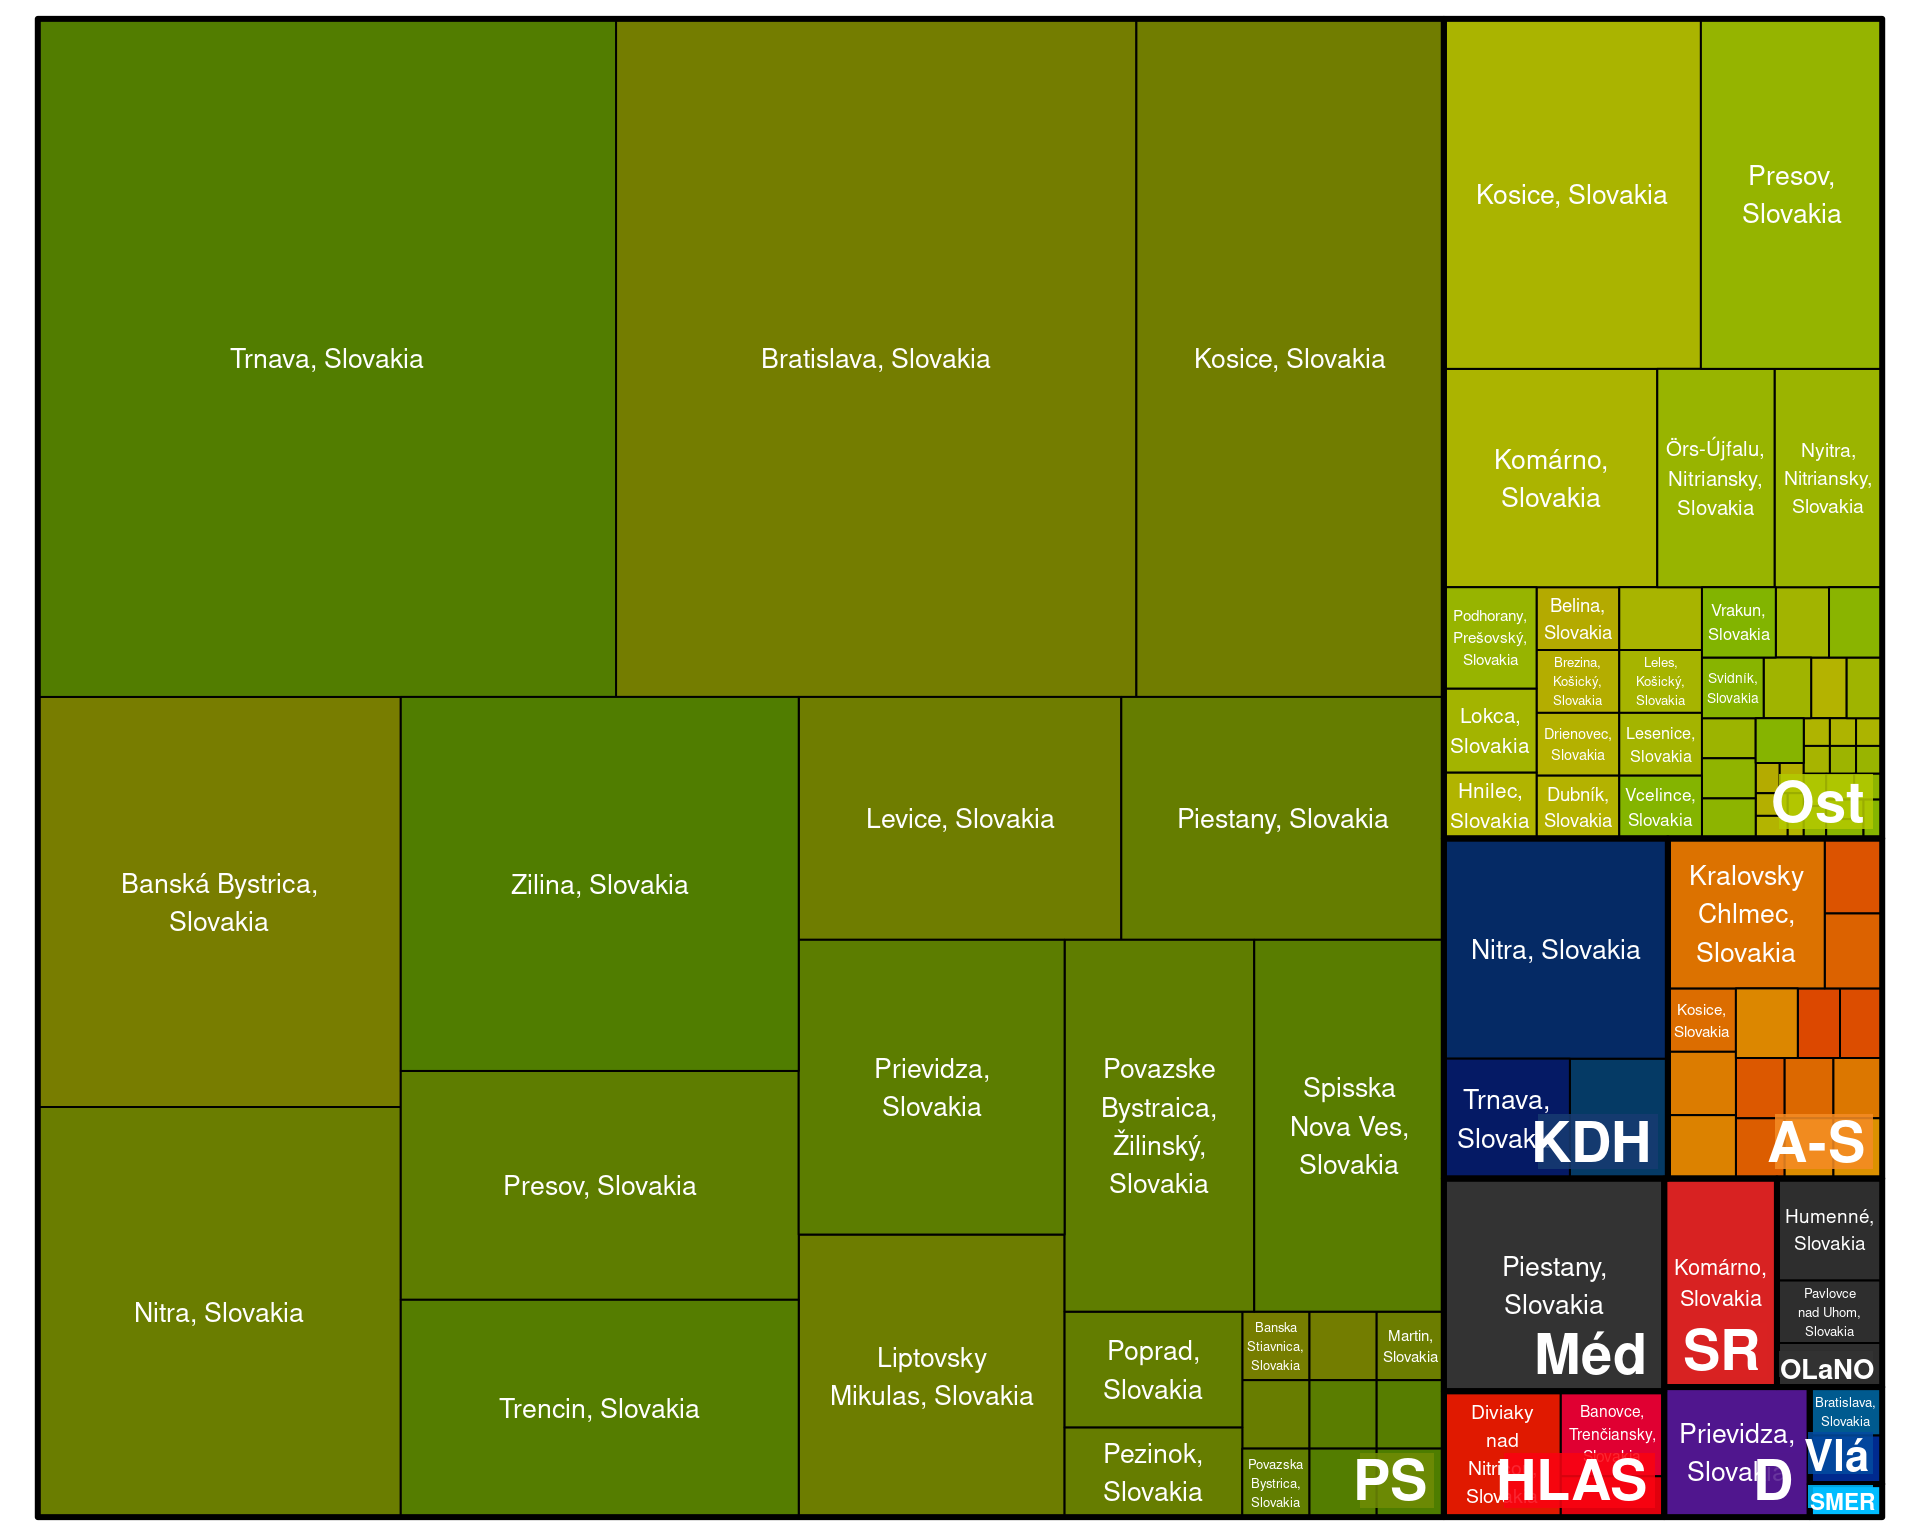 Trnava, Slovakia
Bratislava, Slovakia
Kosice, Slovakia
Banská Bystrica,
Slovakia
Nitra, Slovakia
Zilina, Slovakia
Presov, Slovakia
Trencin, Slovakia
Levice, Slovakia
Piestany, Slovakia
Prievidza,
Slovakia
Liptovsky
Mikulas, Slovakia
Povazske
Bystraica,
Žilinský,
Slovakia
Spisska
Nova Ves,
Slovakia
Poprad,
Slovakia
Pezinok,
Slovakia
Banska
Stiavnica,
Slovakia
Martin,
Slovakia
Povazska
Bystrica,
Slovakia
PS
Kosice, Slovakia
Presov,
Slovakia
Komárno,
Slovakia
Örs-Újfalu,
Nitriansky,
Slovakia
Nyitra,
Nitriansky,
Slovakia
Podhorany,
Prešovský,
Slovakia
Lokca,
Slovakia
Hnilec,
Slovakia
Belina,
Slovakia
Brezina,
Košický,
Slovakia
Drienovec,
Slovakia
Dubník,
Slovakia
Leles,
Košický,
Slovakia
Lesenice,
Slovakia
Vcelince,
Slovakia
Vrakun,
Slovakia
Svidník,
Slovakia
Ost
Nitra, Slovakia
Trnava,
Slovakia
KDH
Kralovsky
Chlmec,
Slovakia
Kosice,
Slovakia
A-S
Piestany,
Slovakia
Méd
Komárno,
Slovakia
SR
Humenné,
Slovakia
Pavlovce
nad Uhom,
Slovakia
OLaNO
Diviaky
nad
Slovakia
Banovce,
Trenčiansky,
Slovakia
HLAS
Prievidza,
Slovakia
D
Bratislava,
Slovakia
Vlá
SMER